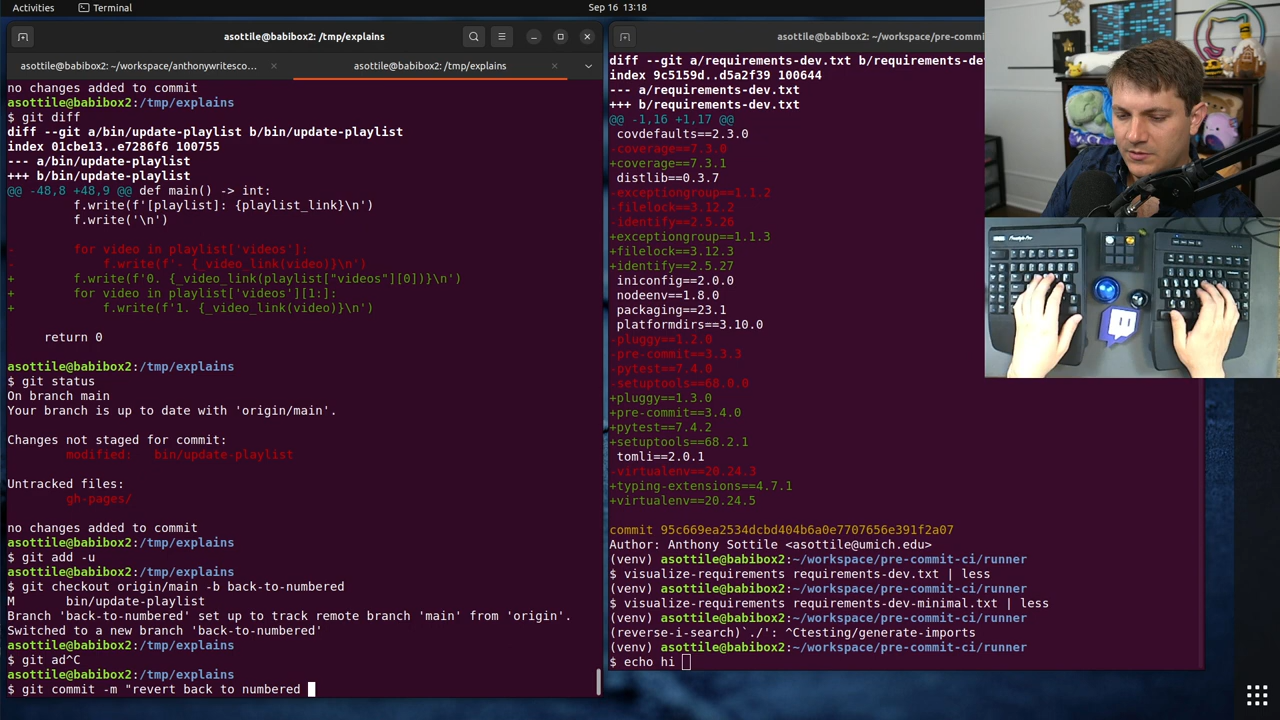 Activities
Terminal
Sep 16 13:18
asottile@babibox2: /tmp/explains
asottile@babibox2: ~/workspace/anthonywritesco...
asottile@babibox2: /tmp/explains
no changes added to commit
asottile@babibox2:/tmp/explains
$ git diff
diff --git a/bin/update-playlist b/bin/update-playlist
index 01cbe13..e7286f6 100755
--- a/bin/update-playlist
+++ b/bin/update-playlist
@@ -48,8 +48,9 @@ def main() -> int:
f.write(f'[playlist]: {playlist_link}\n')
f.write('\n')
- for video in playlist['videos']:
- f.write(f'- {_video_link(video)}\n')
+ f.write(f'0. {_video_link(playlist["videos"][0])}\n')
+ for video in playlist['videos'][1:]:
+ f.write(f'1. {_video_link(video)}\n')
return 0
asottile@babibox2:/tmp/explains
$ git status
On branch main
Your branch is up to date with 'origin/main'.
Changes not staged for commit:
modified: bin/update-playlist
Untracked files:
gh-pages/
no changes added to commit
asottile@babibox2:/tmp/explains
$ git add -u
asottile@babibox2:/tmp/explains
$ git checkout origin/main -b back-to-numbered
M bin/update-playlist
Branch 'back-to-numbered' set up to track remote branch 'main' from 'origin'.
Switched to a new branch 'back-to-numbered'
asottile@babibox2:/tmp/explains
$ git ad^C
asottile@babibox2:/tmp/explains
$ git commit -m "revert back to numbered
asottile@babibox2: ~/workspace/pre-commi
diff --git a/requirements-dev.txt b/requirements-de
index 9c5159d..d5a2f39 100644
--- a/requirements-dev.txt
+++ b/requirements-dev.txt
@@ -1,16 +1,17 @@
covdefaults==2.3.0
-coverage==7.3.0
+coverage==7.3.1
distlib==0.3.7
-exceptiongroup==1.1.2
-filelock==3.12.2
-identify==2.5.26
+exceptiongroup==1.1.3
+filelock==3.12.3
+identify==2.5.27
iniconfig==2.0.0
nodeenv==1.8.0
packaging==23.1
platformdirs==3.10.0
-pluggy==1.2.0
-pre-commit==3.3.3
-pytest==7.4.0
-setuptools==68.0.0
+pluggy==1.3.0
+pre-commit==3.4.0
+pytest==7.4.2
+setuptools==68.2.1
tomli==2.0.1
-virtualenv==20.24.3
+typing-extensions==4.7.1
+virtualenv==20.24.5
commit 95c669ea2534dcbd404b6a0e7707656e391f2a07
Author: Anthony Sottile <asottile@umich.edu>
(venv) asottile@babibox2:~/workspace/pre-commit-ci/runner
$ visualize-requirements requirements-dev.txt | less
(venv) asottile@babibox2:~/workspace/pre-commit-ci/runner
$ visualize-requirements requirements-dev-minimal.txt | less
(venv) asottile@babibox2:~/workspace/pre-commit-ci/runner
(reverse-i-search)`./': ^Ctesting/generate-imports
(venv) asottile@babibox2:~/workspace/pre-commit-ci/runner
$ echo hi